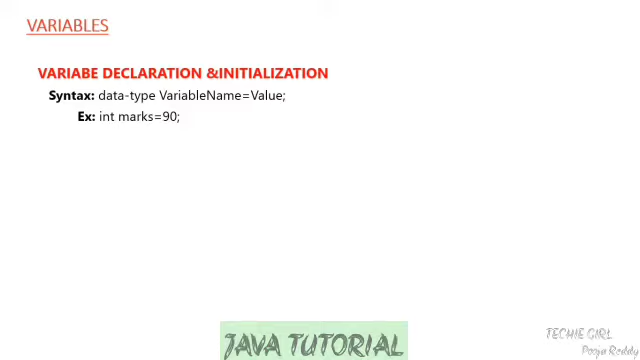 VARIABLES
VARIABE DECLARATION &INITIALIZATION
Syntax: data-type VariableName=Value;
Ex: int marks=90;
JAVA TUTORIAL
TECHIE GIRL
Pooja Reddy